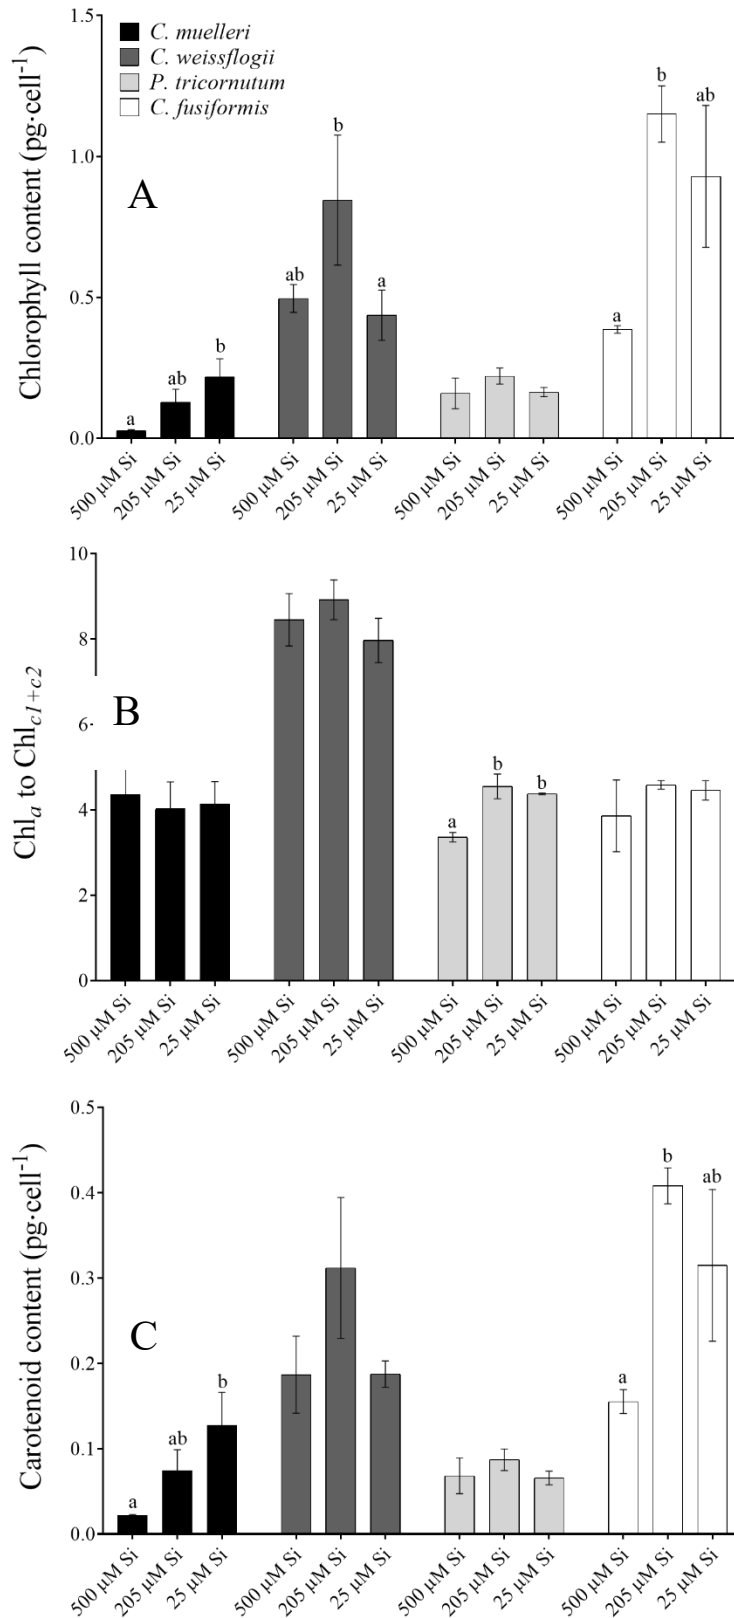 C. muelleri
C. weissflogii
P. tricornutum
C. fusiformis
Chlorophyll content (pg·cell-1)
1.5
1.0
0.5
0.0
A
a
ab
b
ab
b
a
a
b
ab
500 μM Si
205 μM Si
25 μM Si
500 μM Si
205 μM Si
25 μM Si
500 μM Si
205 μM Si
25 μM Si
500 μM Si
205 μM Si
25 μM Si
Chla to Chlc1+c2
10
8
6
4
2
0
B
a
b
b
500 μM Si
205 μM Si
25 μM Si
500 μM Si
205 μM Si
25 μM Si
500 μM Si
205 μM Si
25 μM Si
500 μM Si
205 μM Si
25 μM Si
Carotenoid content (pg·cell-1)
0.5
0.4
0.3
0.2
0.1
0.0
C
a
ab
b
a
b
ab
500 μM Si
205 μM Si
25 μM Si
500 μM Si
205 μM Si
25 μM Si
500 μM Si
205 μM Si
25 μM Si
500 μM Si
205 μM Si
25 μM Si